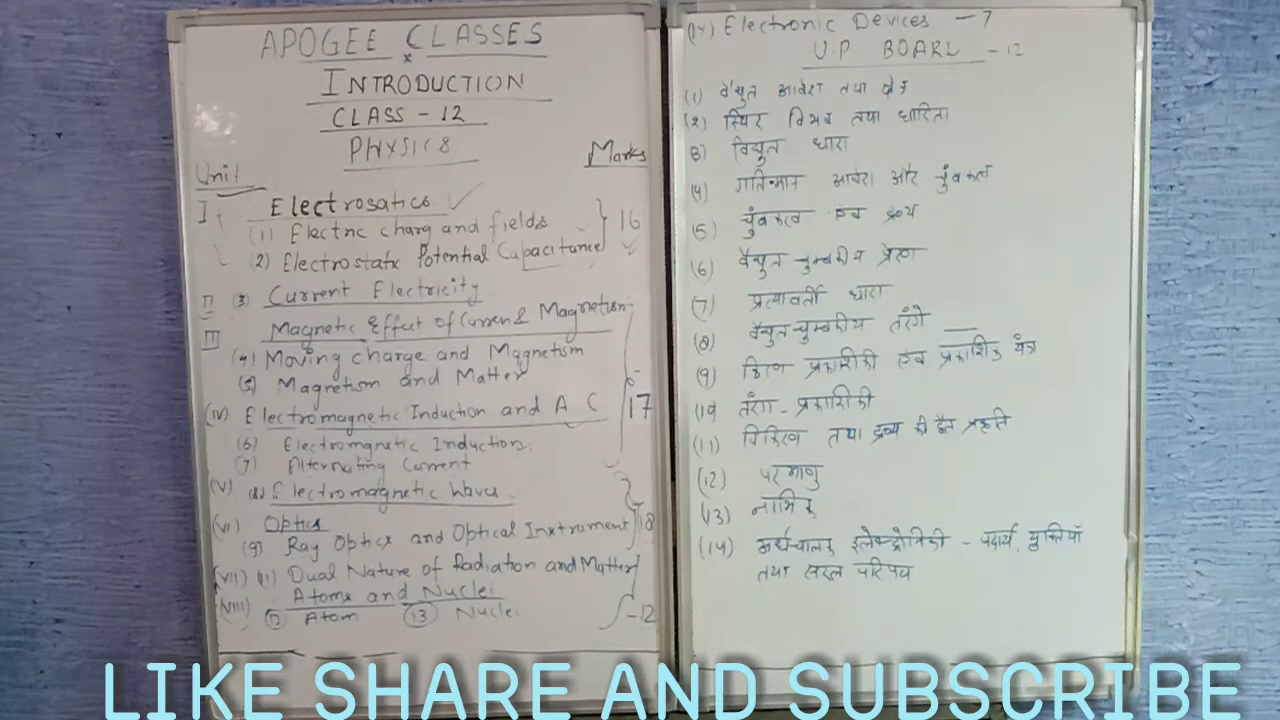 APOGEE CLASSES
INTRODUCTION
CLASS - 12
PHYSICS
Unit
Marks
I Electrosatics
(1) Electric charg and fields
16
(2) Electrostatic Potential Capacitance
II (3) Current Electricity
III Magnetic Effect of Curren & Magnetism
(4) Moving charge and Magnetism
(5) Magnetism and Matter
17
(IV) Electromagnetic Induction and A C
(6) Electromgnetic Induction
(7) Alternating Current
(V) (8) Electromagnetic Waves
(VI) Optics
18
(9) Ray Optics and Optical Instrument
(VII) (11) Dual Nature of Radiation and Matter
(VIII) Atoms and Nuclei
(12) Atom (13) Nuclei
-12
Electronic Devices - 7
U.P BOARD - 12
(1) वैद्युत आवेश तथा क्षेत्र
(2) स्थिर विभव तथा धारिता
(3) विद्युत धारा
(4) गतिमान आवेश और चुंबकत्व
(5) चुंबकत्व एवं द्रव्य
(6) वैद्युत चुम्बकीय प्रेरण
(7) प्रत्यावर्ती धारा
(8) वैद्युत चुम्बकीय तरंगे
(9) किरण प्रकाशिकी एवं प्रकाशिक यंत्र
(10) तरंग - प्रकाशिकी
(11) विकिरण तथा द्रव्य की द्वैत प्रकृति
(12) परमाणु
(13) नाभिक
(14) अर्धचालक इलेक्ट्रोनिकी - पदार्थ, युक्तियाँ
तथा सरल परिपथ
LIKE SHARE AND SUBSCRIBE